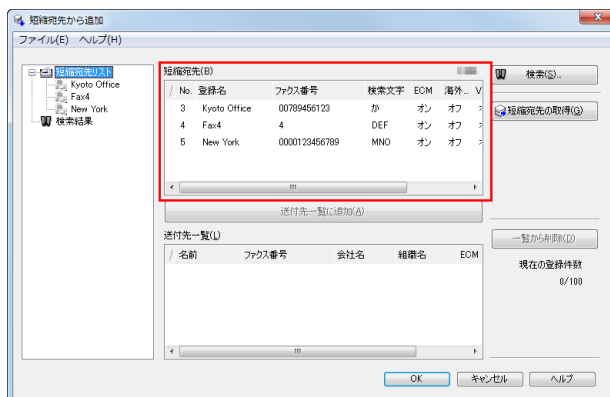 短縮宛先から追加
ファイル(E) ヘルプ(H)
短縮宛先リスト
Kyoto Office
Fax4
New York
検索結果
短縮宛先(B)
No. 登録名 ファクス番号 検索文字 ECM 海外... V
3 Kyoto Office 00789456123 か オン オフ
4 Fax4 4 DEF オン オフ
5 New York 0000123456789 MNO オン オフ
検索(S)...
短縮宛先の取得(G)
送付先一覧に追加(A)
送付先一覧(L)
名前 ファクス番号 会社名 組織名 ECM
一覧から削除(D)
現在の登録件数
0/100
OK キャンセル ヘルプ